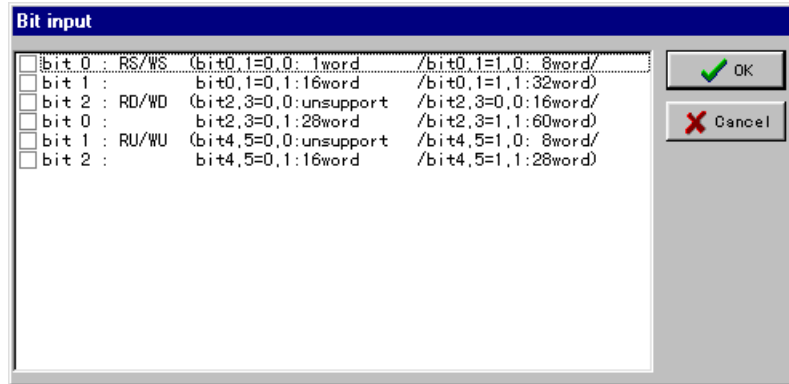 Bit input
bit 0 : RS/WS (bit0,1=0,0: 1word /bit0,1=1,0: 8word/
bit 1 : bit0,1=0,1:16word /bit0,1=1,1:32word)
bit 2 : RD/WD (bit2,3=0,0:unsupport /bit2,3=0,0:16word/
bit 0 : bit2,3=0,1:28word /bit2,3=1,1:60word)
bit 1 : RU/WU (bit4,5=0,0:unsupport /bit4,5=1,0: 8word/
bit 2 : bit4,5=0,1:16word /bit4,5=1,1:28word)
OK
Cancel